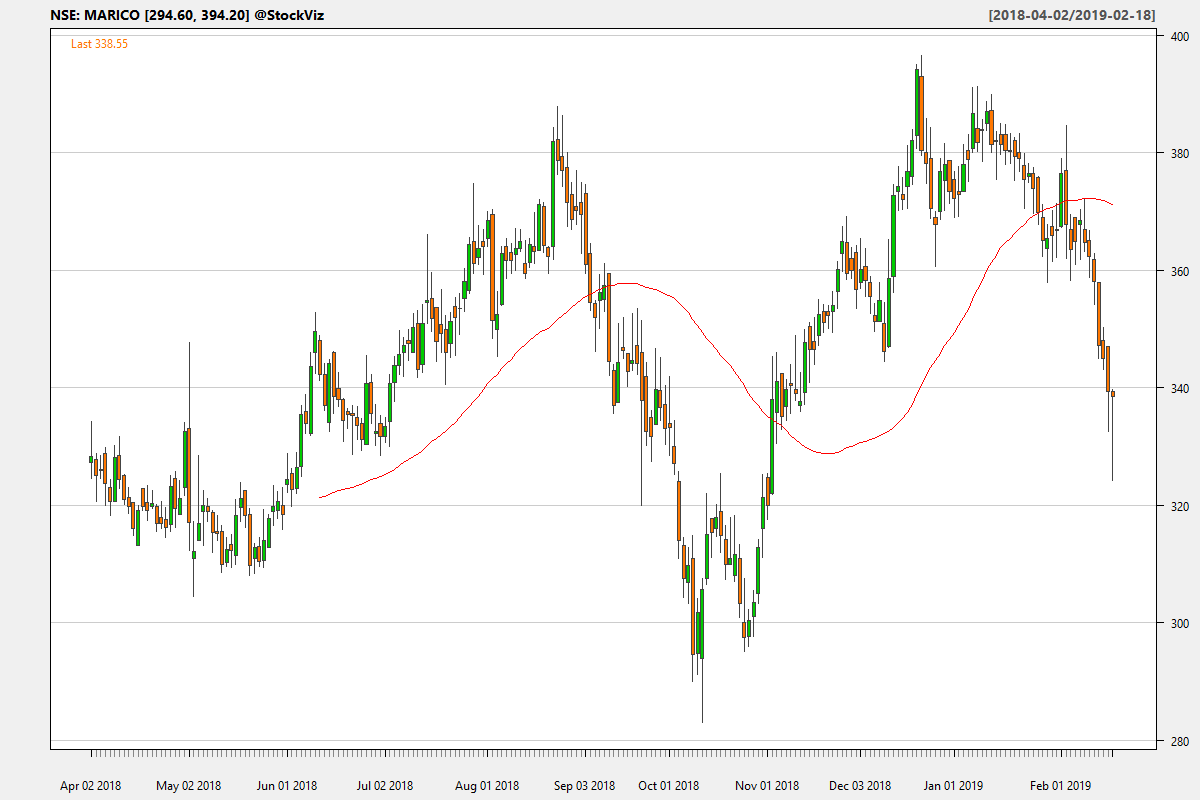 NSE: MARICO [294.60, 394.20] @StockViz [2018-04-02/2019-02-18]
Last 338.55
400
380
360
340
320
300
280
Apr 02 2018 May 02 2018 Jun 01 2018 Jul 02 2018 Aug 01 2018 Sep 03 2018 Oct 01 2018 Nov 01 2018 Dec 03 2018 Jan 01 2019 Feb 01 2019